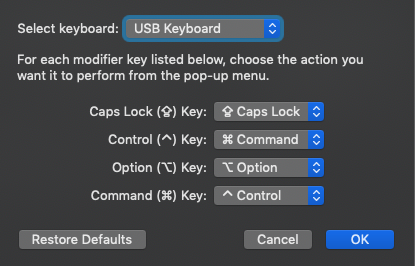 Select keyboard: USB Keyboard
For each modifier key listed below, choose the action you
want it to perform from the pop-up menu.
Caps Lock (⇪) Key: ⇪ Caps Lock
Control (^) Key: ⌘ Command
Option (⌥) Key: ⌥ Option
Command (⌘) Key: ^ Control
Restore Defaults Cancel OK